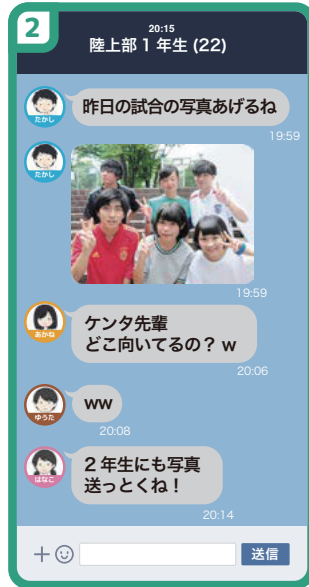 2
20:15
陸上部1年生(22)
昨日の試合の写真あげるね
たかし
19:59
たかし
19:59
ケンタ先輩
どこ向いてるの？w
あかね
20:06
ww
ゆうた
20:08
2年生にも写真
送っとくね！
はなこ
20:14
送信